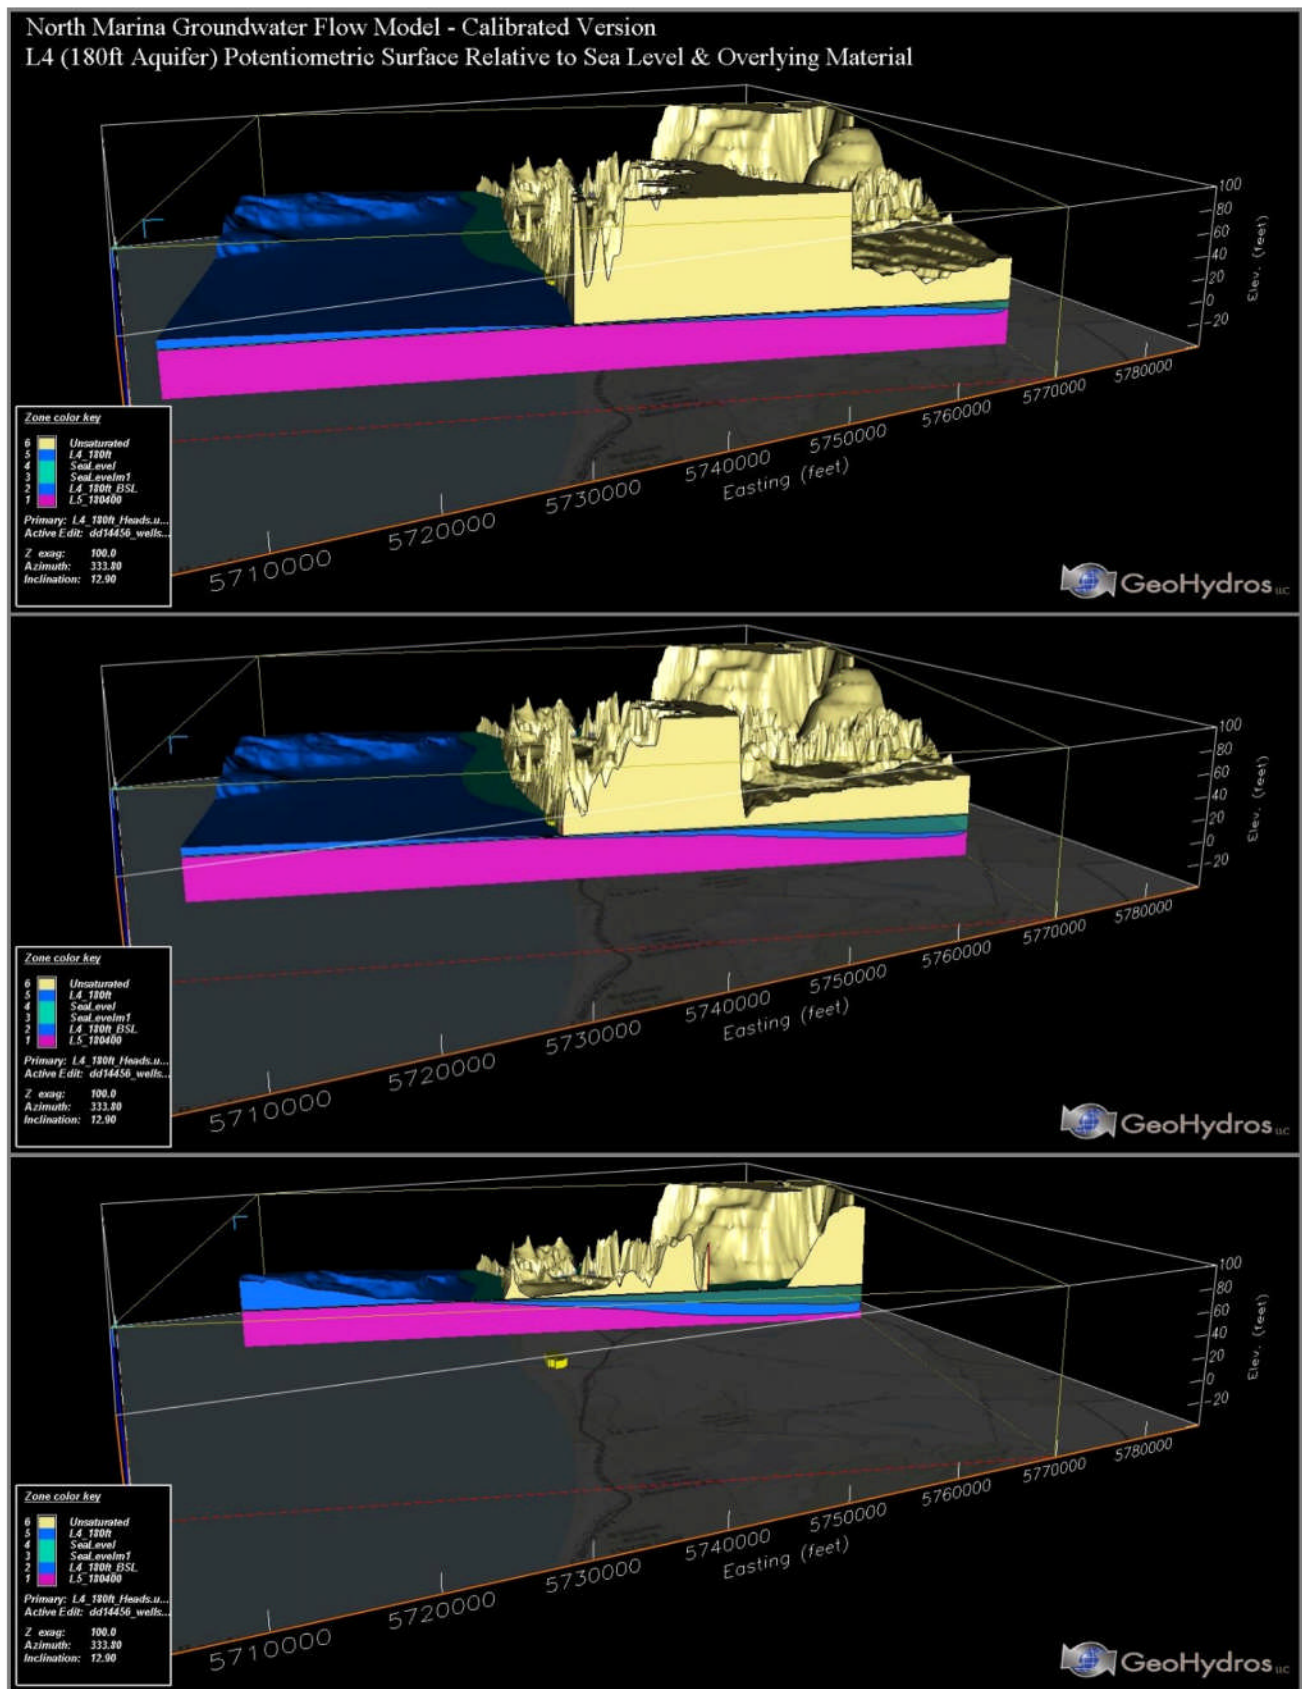 North Marina Groundwater Flow Model - Calibrated Version
L4 (180ft Aquifer) Potentiometric Surface Relative to Sea Level & Overlying Material
100
80
60
40
20
0
-20
Elev. (feet)
Zone color key
6 Unsaturated
5 L4_180ft
4 SeaLevel
3 SeaLevelm1
2 L4_180ft_BSL
1 L5_180400
Primary: L4_180ft_Heads.u...
Active Edit: dd14456_wells...
Z exag: 100.0
Azimuth: 333.80
Inclination: 12.90
5710000
5720000
5730000
5740000
5750000
5760000
5770000
5780000
Easting (feet)
GeoHydros LLC
100
80
60
40
20
0
-20
Elev. (feet)
Zone color key
6 Unsaturated
5 L4_180ft
4 SeaLevel
3 SeaLevelm1
2 L4_180ft_BSL
1 L5_180400
Primary: L4_180ft_Heads.u...
Active Edit: dd14456_wells...
Z exag: 100.0
Azimuth: 333.80
Inclination: 12.90
5710000
5720000
5730000
5740000
5750000
5760000
5770000
5780000
Easting (feet)
GeoHydros LLC
100
80
60
40
20
0
-20
Elev. (feet)
Zone color key
6 Unsaturated
5 L4_180ft
4 SeaLevel
3 SeaLevelm1
2 L4_180ft_BSL
1 L5_180400
Primary: L4_180ft_Heads.u...
Active Edit: dd14456_wells...
Z exag: 100.0
Azimuth: 333.80
Inclination: 12.90
5710000
5720000
5730000
5740000
5750000
5760000
5770000
5780000
Easting (feet)
GeoHydros LLC